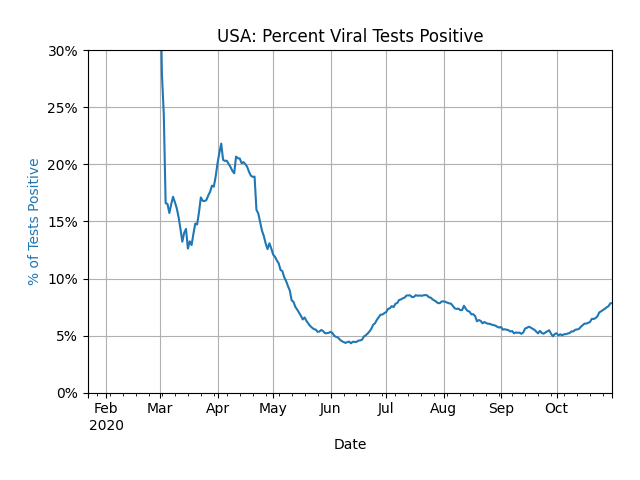 USA: Percent Viral Tests Positive
30%
25%
20%
15%
10%
5%
0%
% of Tests Positive
Feb Mar Apr May Jun Jul Aug Sep Oct
2020
Date